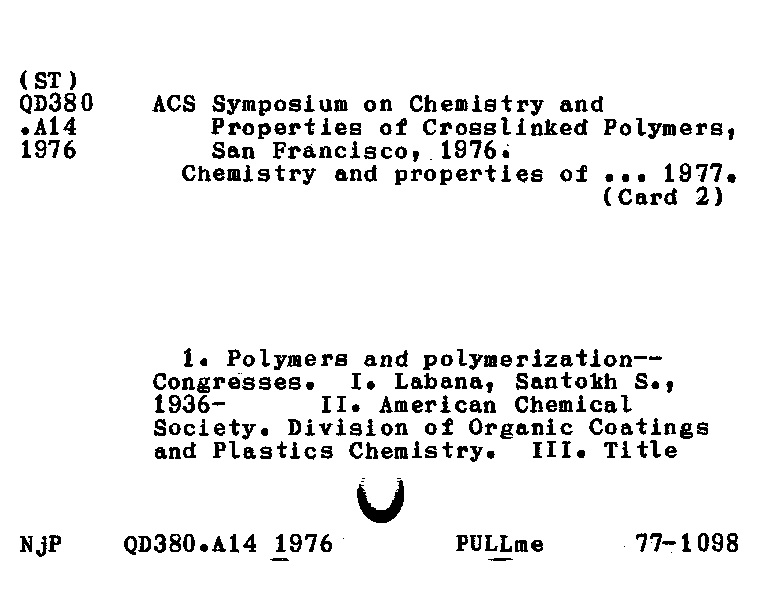 (ST)
QD380 ACS Symposium on Chemistry and
.A14 Properties of Crosslinked Polymers,
1976 San Francisco, 1976.
Chemistry and properties of ... 1977.
(Card 2)
1. Polymers and polymerization--
Congresses. I. Labana, Santokh S.,
1936- II. American Chemical
Society. Division of Organic Coatings
and Plastics Chemistry. III. Title
NjP QD380.A14 1976 PULLme 77-1098